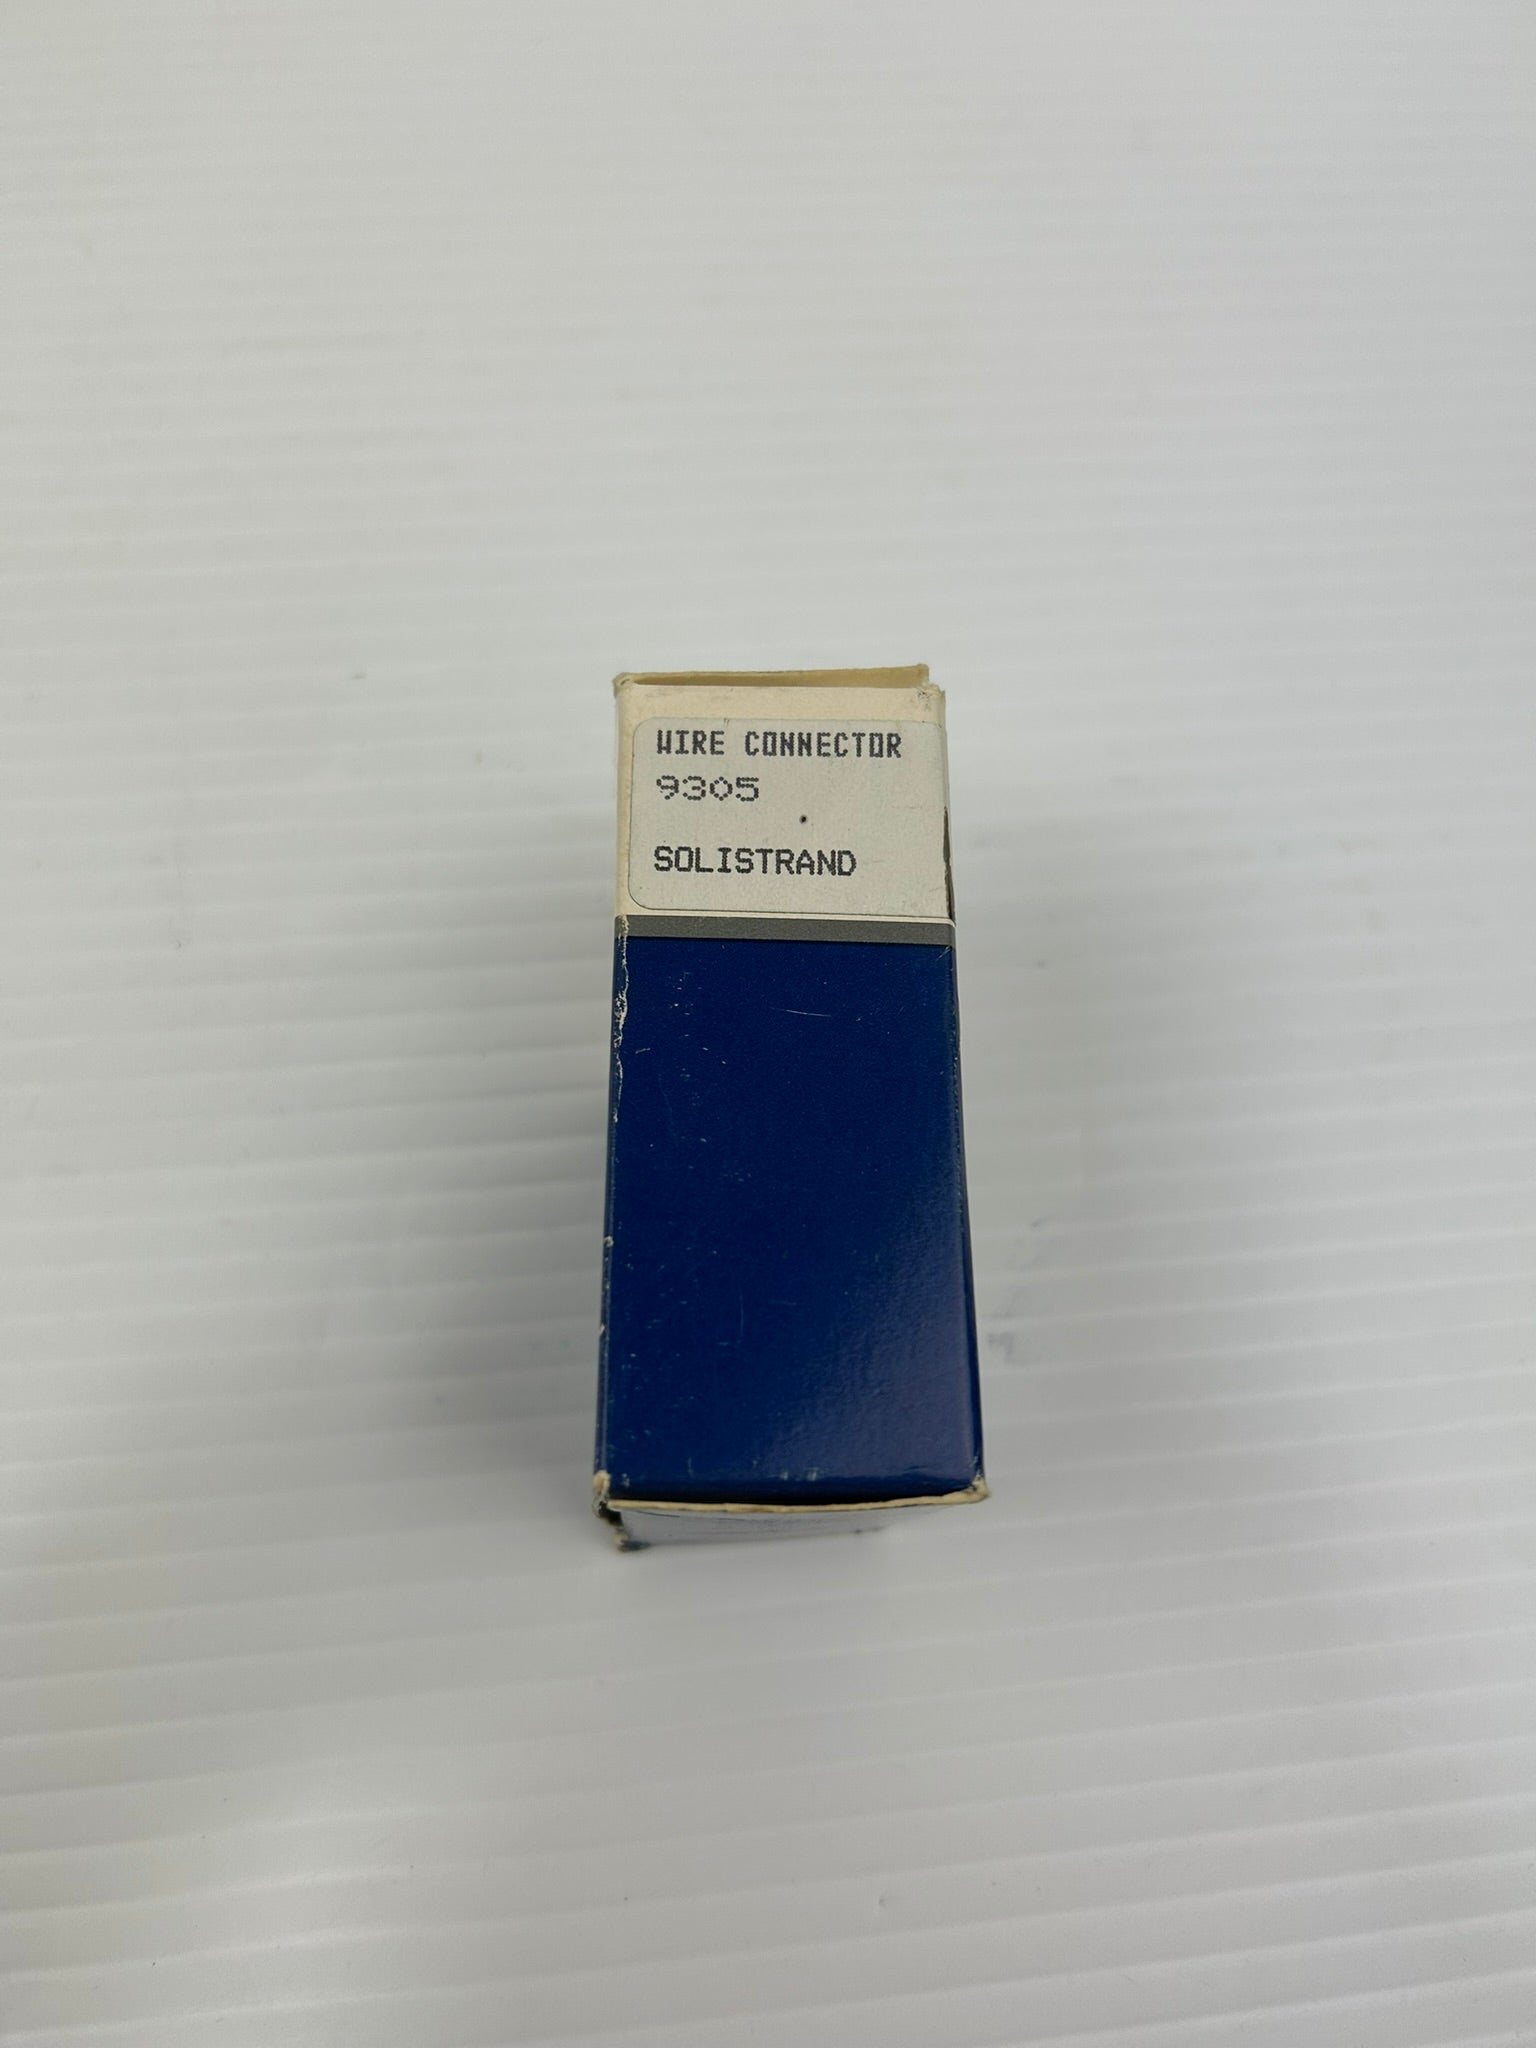 WIRE CONNECTOR
9305
SOLISTRAND